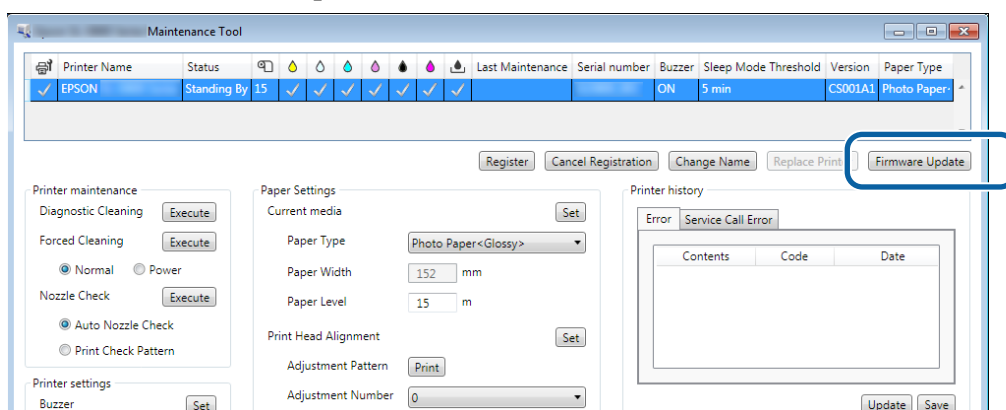 Maintenance Tool
Printer Name Status Last Maintenance Serial number Buzzer Sleep Mode Threshold Version Paper Type
EPSON Standing By 15 ON 5 min CS001A1 Photo Paper-
Register Cancel Registration Change Name Replace Firmware Update
Printer maintenance
Diagnostic Cleaning Execute
Forced Cleaning Execute
Normal Power
Nozzle Check Execute
Auto Nozzle Check
Print Check Pattern
Printer settings
Buzzer Set
Paper Settings
Current media Set
Paper Type Photo Paper<Glossy>
Paper Width 152 mm
Paper Level 15 m
Print Head Alignment Set
Adjustment Pattern Print
Adjustment Number 0
Printer history
Error Service Call Error
Contents Code Date
Update Save